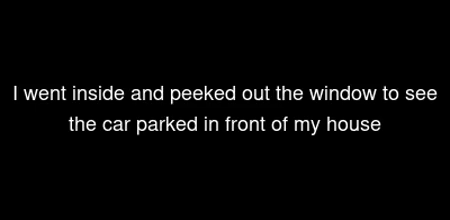 I went inside and peeked out the window to see
the car parked in front of my house